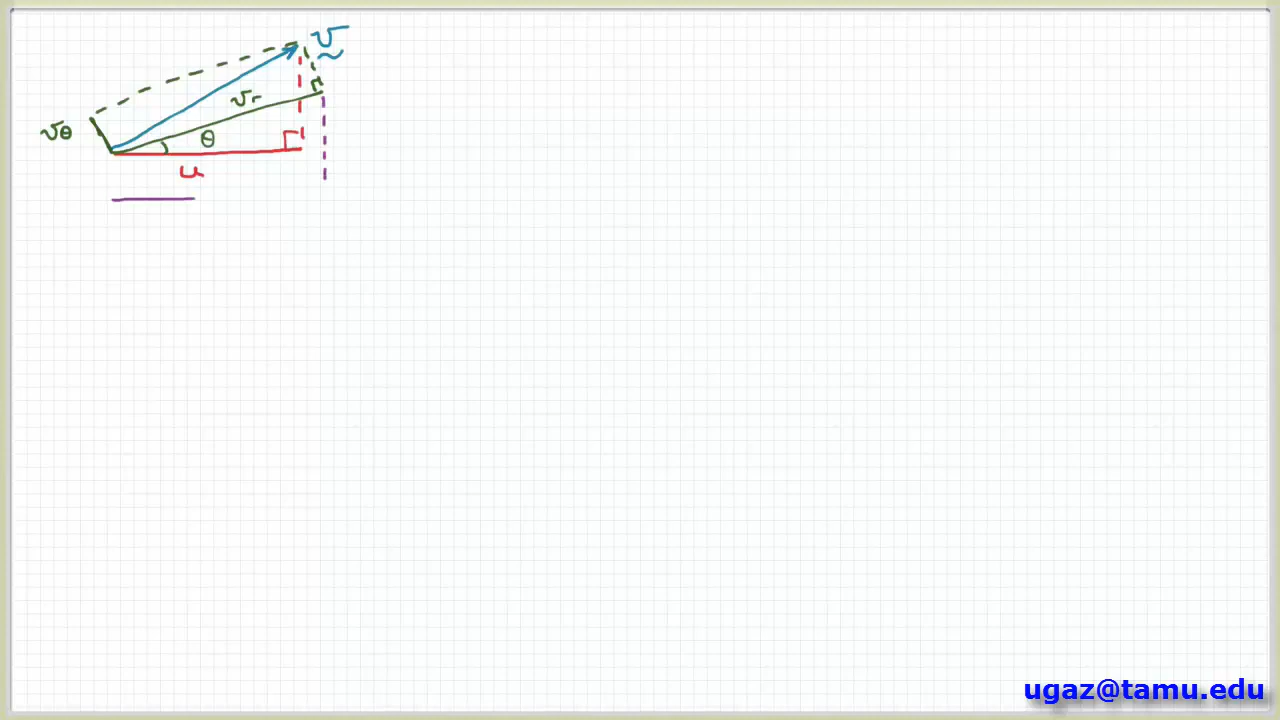 v
~
vr
vθ
θ
u
ugaz@tamu.edu